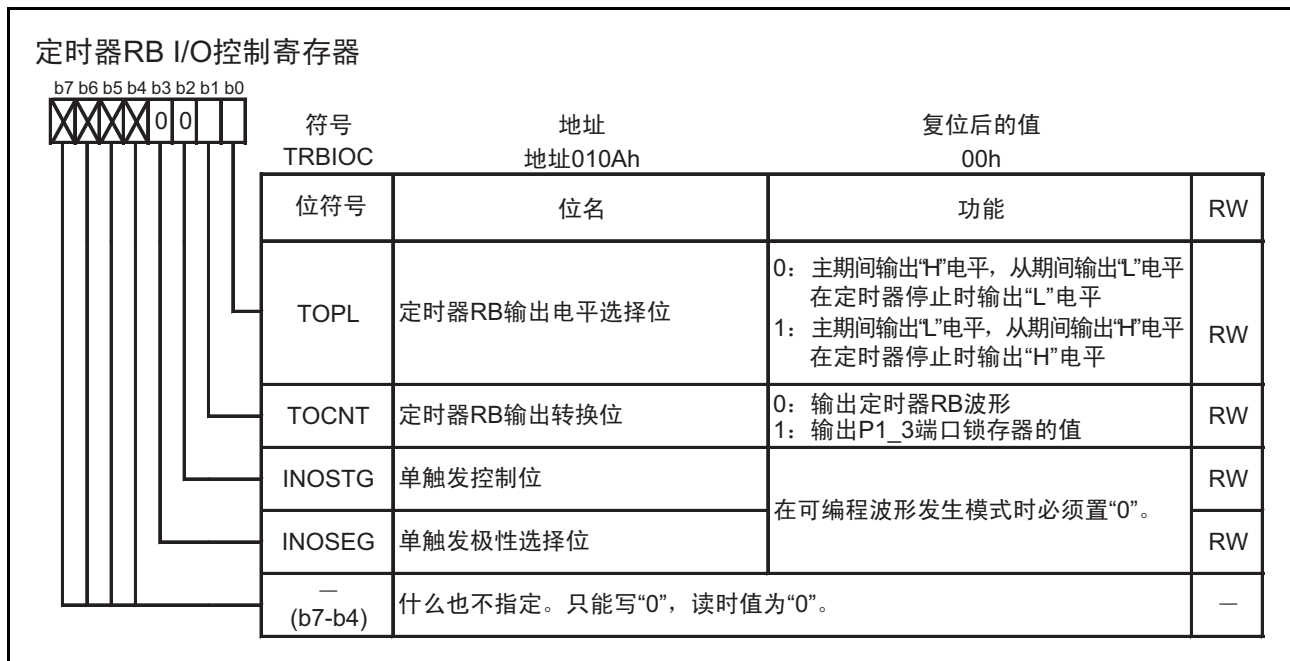 定时器RB I/O控制寄存器
b7 b6 b5 b4 b3 b2 b1 b0
0 0
符号 地址 复位后的值
TRBIOC 地址010Ah 00h
位符号 位名 功能 RW
TOPL 定时器RB输出电平选择位 RW
0：主期间输出“H”电平，从期间输出“L”电平
在定时器停止时输出“L”电平
1：主期间输出“L”电平，从期间输出“H”电平
在定时器停止时输出“H”电平
TOCNT 定时器RB输出转换位 RW
0：输出定时器RB波形
1：输出P1_3端口锁存器的值
INOSTG 单触发控制位 RW
在可编程波形发生模式时必须置“0”。
INOSEG 单触发极性选择位 RW
—
(b7-b4) 什么也不指定。只能写“0”，读时值为“0”。 —